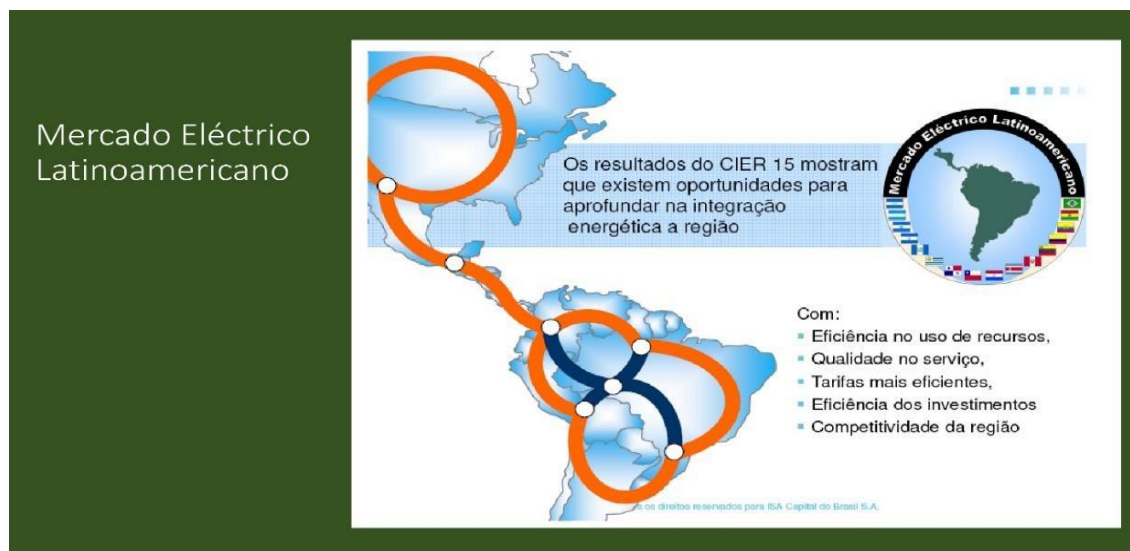 Mercado Eléctrico
Latinoamericano
Os resultados do CIER 15 mostram
que existem oportunidades para
aprofundar na integração
energética a região
Mercado Eléctrico Latinoamericano
Com:
Eficiência no uso de recursos,
Qualidade no serviço,
Tarifas mais eficientes,
Eficiência dos investimentos
Competitividade da região
s os direitos reservados para ISA Capital do Brasil S.A.